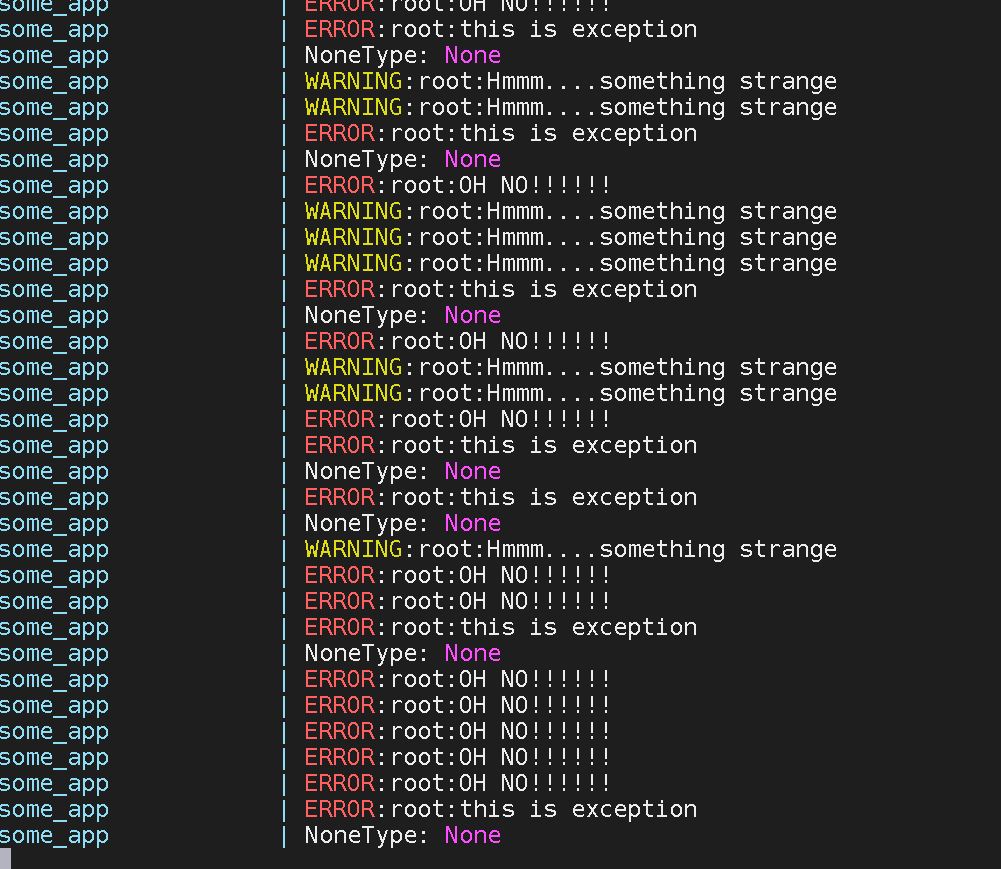 some_app | ERROR:root:OH NO!!!!!!
some_app | ERROR:root:this is exception
some_app | NoneType: None
some_app | WARNING:root:Hmmm....something strange
some_app | WARNING:root:Hmmm....something strange
some_app | ERROR:root:this is exception
some_app | NoneType: None
some_app | ERROR:root:OH NO!!!!!!
some_app | WARNING:root:Hmmm....something strange
some_app | WARNING:root:Hmmm....something strange
some_app | WARNING:root:Hmmm....something strange
some_app | ERROR:root:this is exception
some_app | NoneType: None
some_app | ERROR:root:OH NO!!!!!!
some_app | WARNING:root:Hmmm....something strange
some_app | WARNING:root:Hmmm....something strange
some_app | ERROR:root:OH NO!!!!!!
some_app | ERROR:root:this is exception
some_app | NoneType: None
some_app | ERROR:root:this is exception
some_app | NoneType: None
some_app | WARNING:root:Hmmm....something strange
some_app | ERROR:root:OH NO!!!!!!
some_app | ERROR:root:OH NO!!!!!!
some_app | ERROR:root:this is exception
some_app | NoneType: None
some_app | ERROR:root:OH NO!!!!!!
some_app | ERROR:root:OH NO!!!!!!
some_app | ERROR:root:OH NO!!!!!!
some_app | ERROR:root:OH NO!!!!!!
some_app | ERROR:root:OH NO!!!!!!
some_app | ERROR:root:this is exception
some_app | NoneType: None